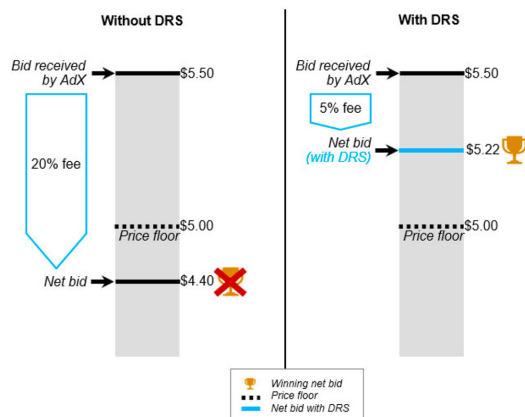 Without DRS
Bid received
by AdX
$5.50
20% fee
$5.00
Price floor
Net bid
$4.40
With DRS
Bid received
by AdX
$5.50
5% fee
Net bid
(with DRS)
$5.22
$5.00
Price floor
Winning net bid
Price floor
Net bid with DRS